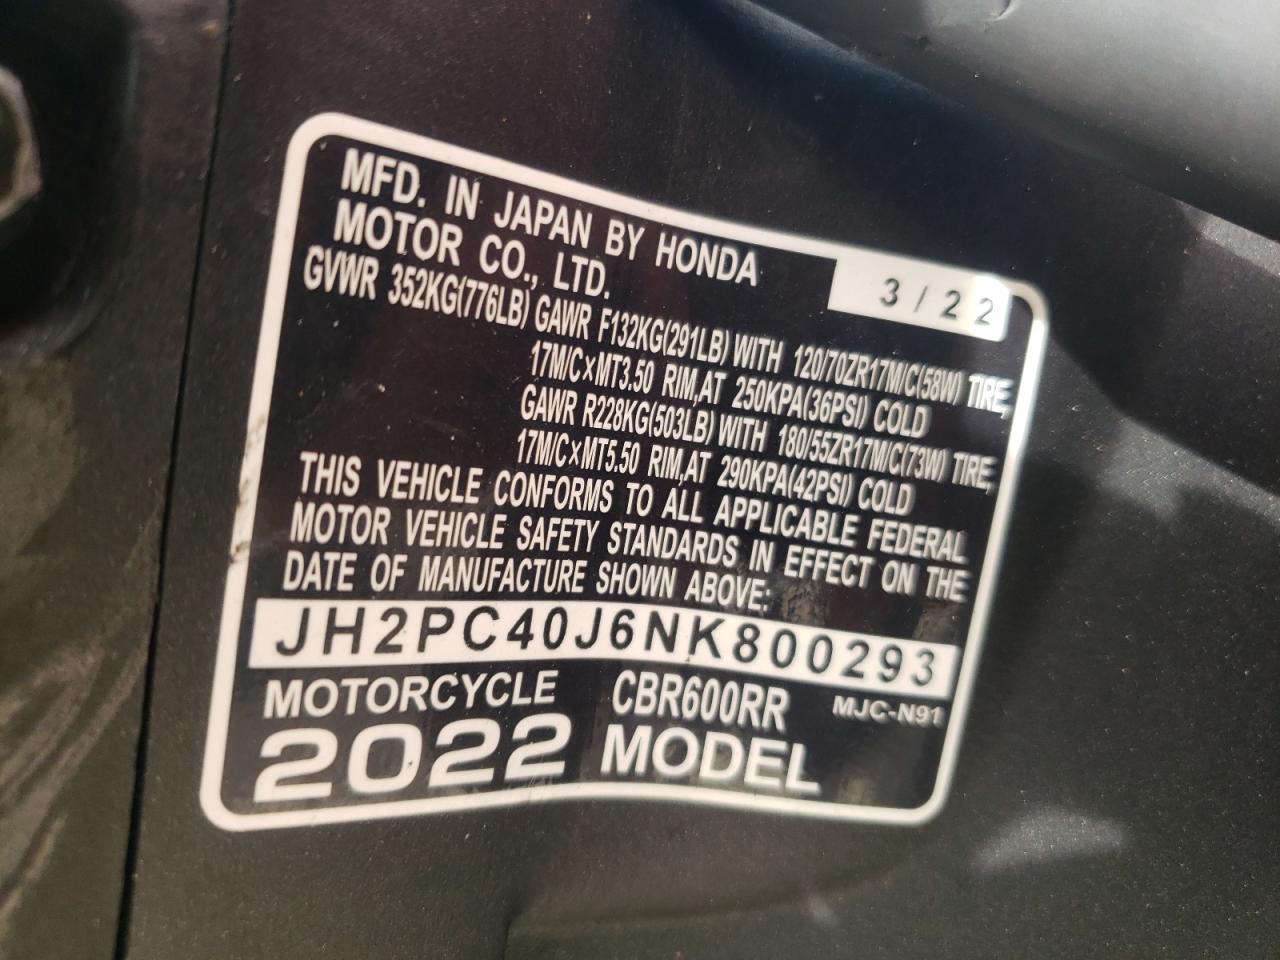 MFD. IN JAPAN BY HONDA
MOTOR CO., LTD.
3/22
GVWR 352KG(776LB) GAWR F132KG(291LB) WITH 120/70ZR17M/C(58W) TIRE,
17M/C×MT3.50 RIM,AT 250KPA(36PSI) COLD
GAWR R228KG(503LB) WITH 180/55ZR17M/C(73W) TIRE,
17M/C×MT5.50 RIM,AT 290KPA(42PSI) COLD
THIS VEHICLE CONFORMS TO ALL APPLICABLE FEDERAL
MOTOR VEHICLE SAFETY STANDARDS IN EFFECT ON THE
DATE OF MANUFACTURE SHOWN ABOVE:
JH2PC40J6NK800293
MOTORCYCLE CBR600RR MJC-N91
2022 MODEL